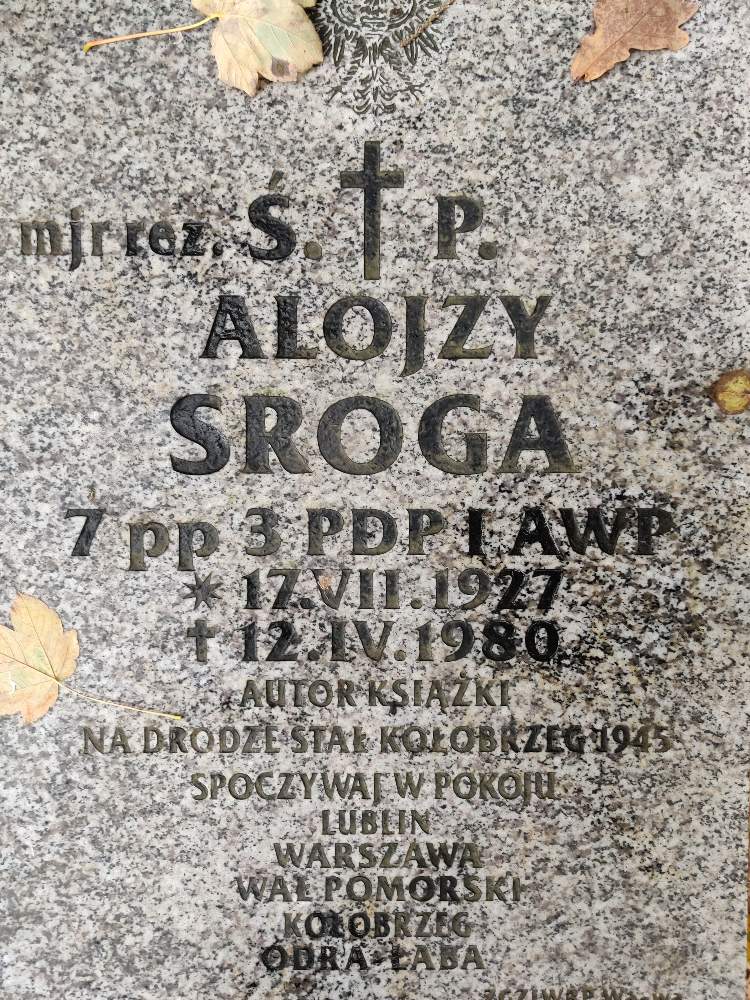 mjr rez. Ś. † P.
ALOJZY
SROGA
7 pp 3 PDP I AWP
* 17.VII.1927
† 12.IV.1980
AUTOR KSIĄŻKI
NA DRODZE STAŁ KOŁOBRZEG 1945
SPOCZYWAJ W POKOJU
LUBLIN
WARSZAWA
WAŁ POMORSKI
KOŁOBRZEG
ODRA-ŁABA